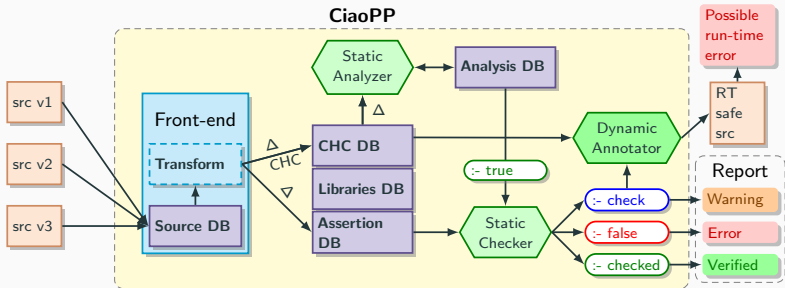 CiaoPP
src v1
src v2
src v3
Front-end
Transform
Source DB
Δ
CHC
Δ
Static
Analyzer
Δ
Analysis DB
CHC DB
Libraries DB
Assertion
DB
:- true
Static
Checker
Dynamic
Annotator
:- check
:- false
:- checked
Possible
run-time
error
RT
safe
src
Report
Warning
Error
Verified